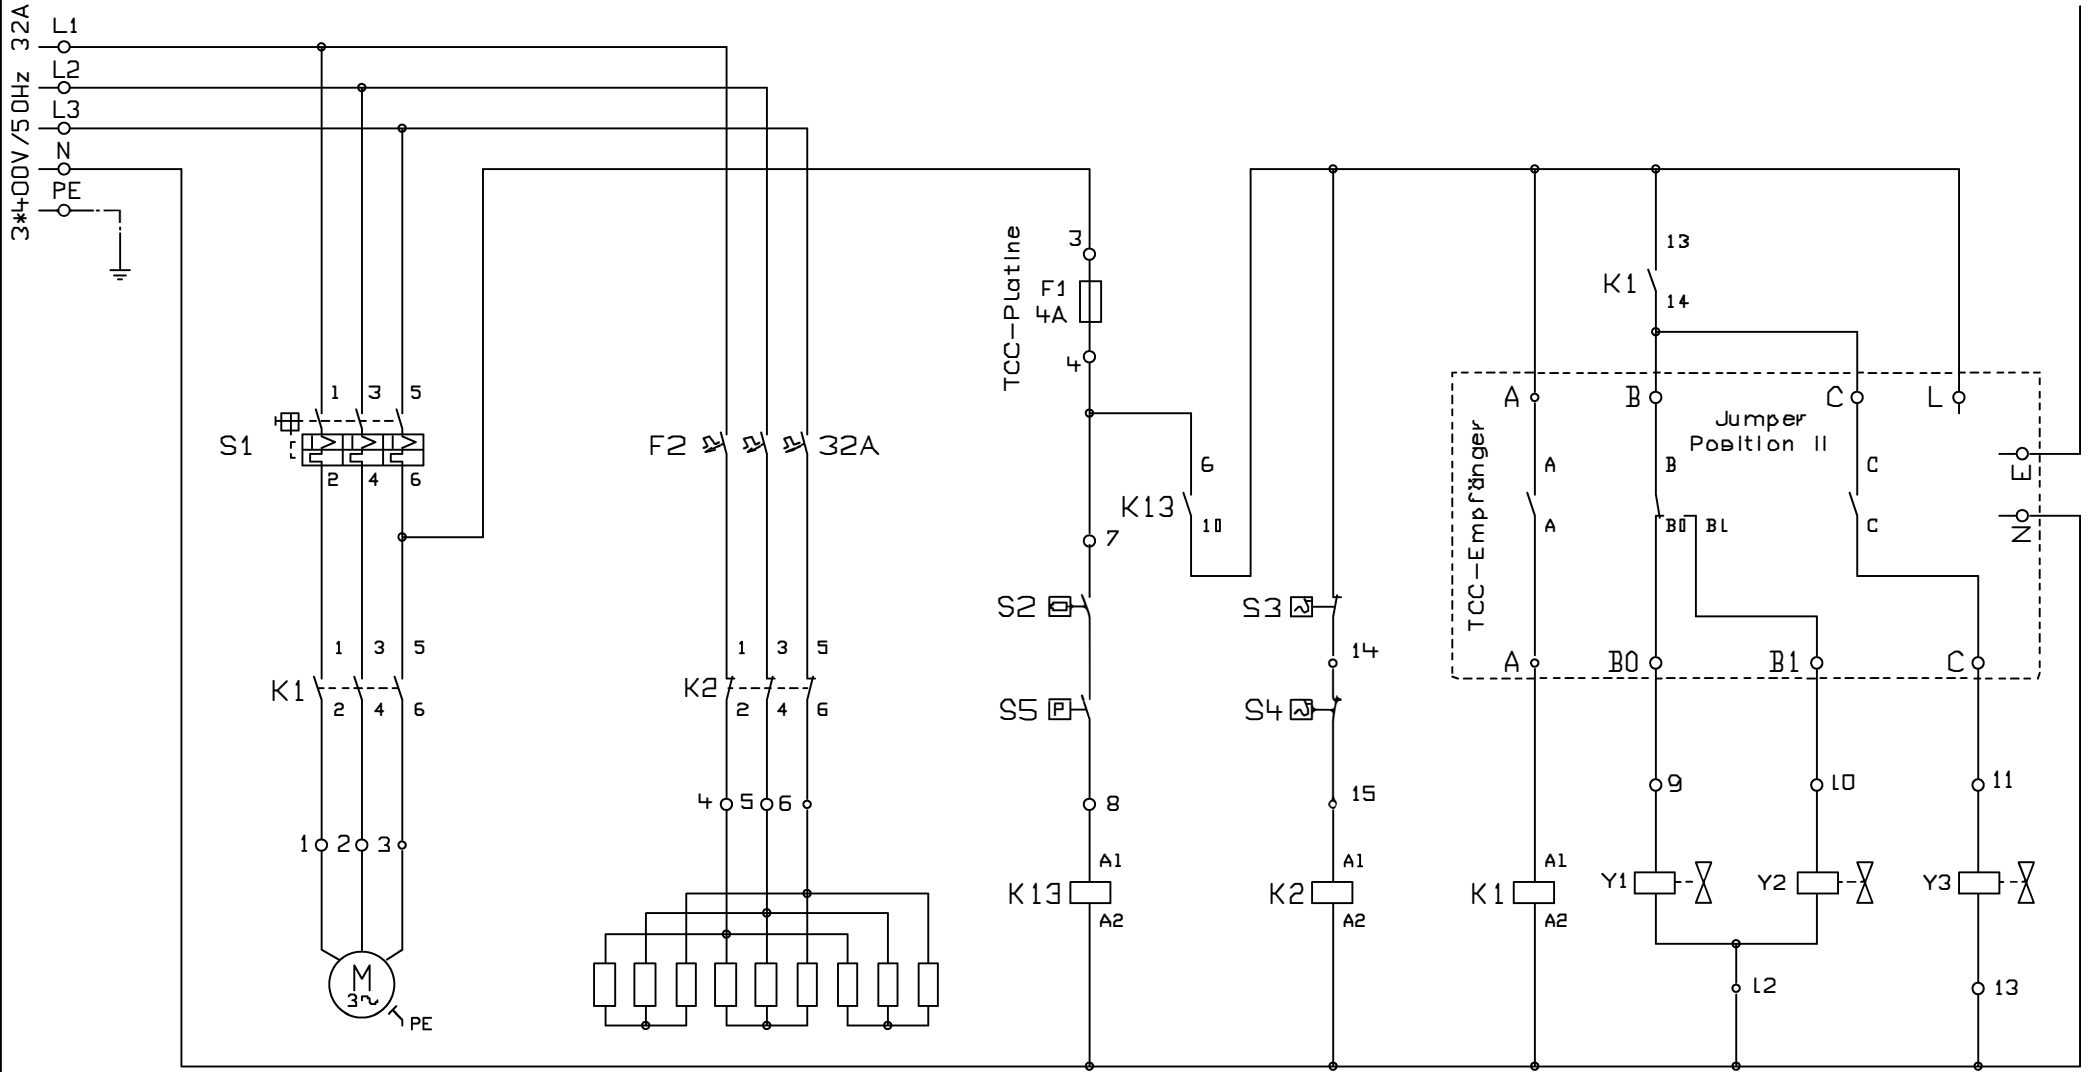 3*400V/50Hz 32A
L1
L2
L3
N
PE
3
TCC-Platine
F1
4A
4
13
K1
14
1 3 5
S1
2 4 6
F2
32A
6
K13
10
7
A
B
Jumper
Position II
C
L
TCC-Empfänger
A
B
C
E
A
B0 B1
C
N
S2
S3
14
1 3 5
K1
2 4 6
1 3 5
K2
2 4 6
S5 P
S4
A
B0
B1
C
9
10
11
4 5 6
8
15
1 2 3
A1
K13
A2
A1
K2
A2
A1
K1
A2
Y1
Y2
Y3
M
3~
PE
12
13